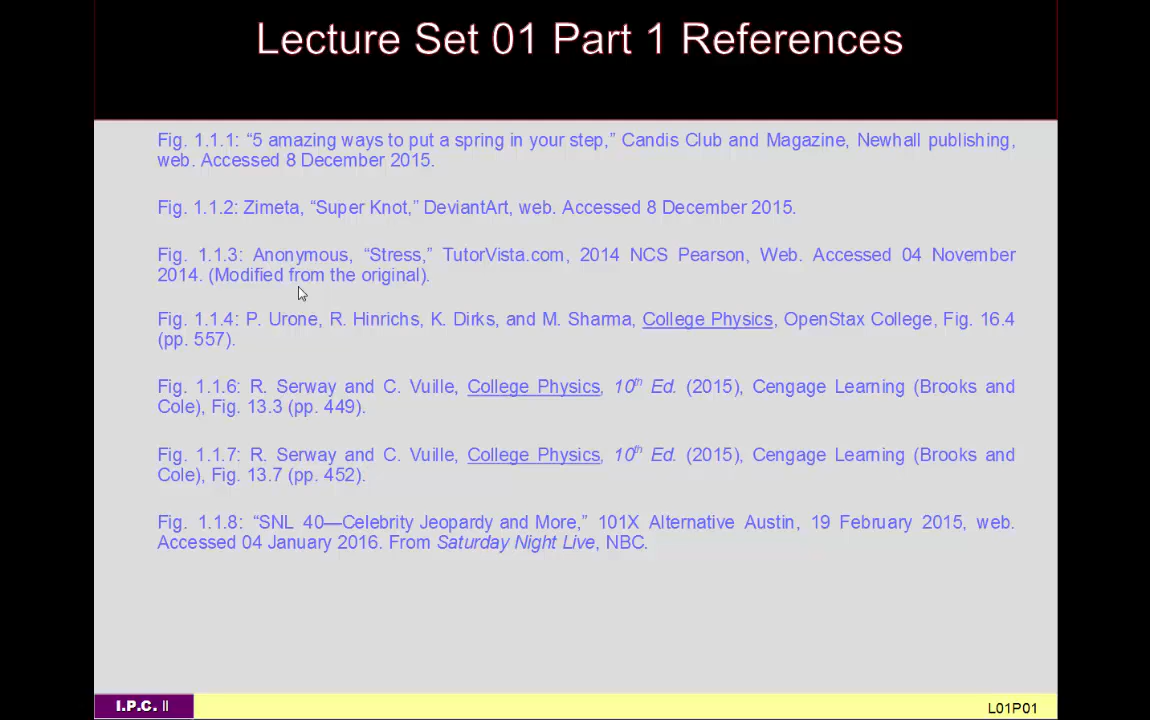 Lecture Set 01 Part 1 References
Fig. 1.1.1: “5 amazing ways to put a spring in your step,” Candis Club and Magazine, Newhall publishing,
web. Accessed 8 December 2015.
Fig. 1.1.2: Zimeta, “Super Knot,” DeviantArt, web. Accessed 8 December 2015.
Fig. 1.1.3: Anonymous, “Stress,” TutorVista.com, 2014 NCS Pearson, Web. Accessed 04 November
2014. (Modified from the original).
Fig. 1.1.4: P. Urone, R. Hinrichs, K. Dirks, and M. Sharma, College Physics, OpenStax College, Fig. 16.4
(pp. 557).
Fig. 1.1.6: R. Serway and C. Vuille, College Physics, 10th Ed. (2015), Cengage Learning (Brooks and
Cole), Fig. 13.3 (pp. 449).
Fig. 1.1.7: R. Serway and C. Vuille, College Physics, 10th Ed. (2015), Cengage Learning (Brooks and
Cole), Fig. 13.7 (pp. 452).
Fig. 1.1.8: “SNL 40—Celebrity Jeopardy and More,” 101X Alternative Austin, 19 February 2015, web.
Accessed 04 January 2016. From Saturday Night Live, NBC.
I.P.C. II
L01P01